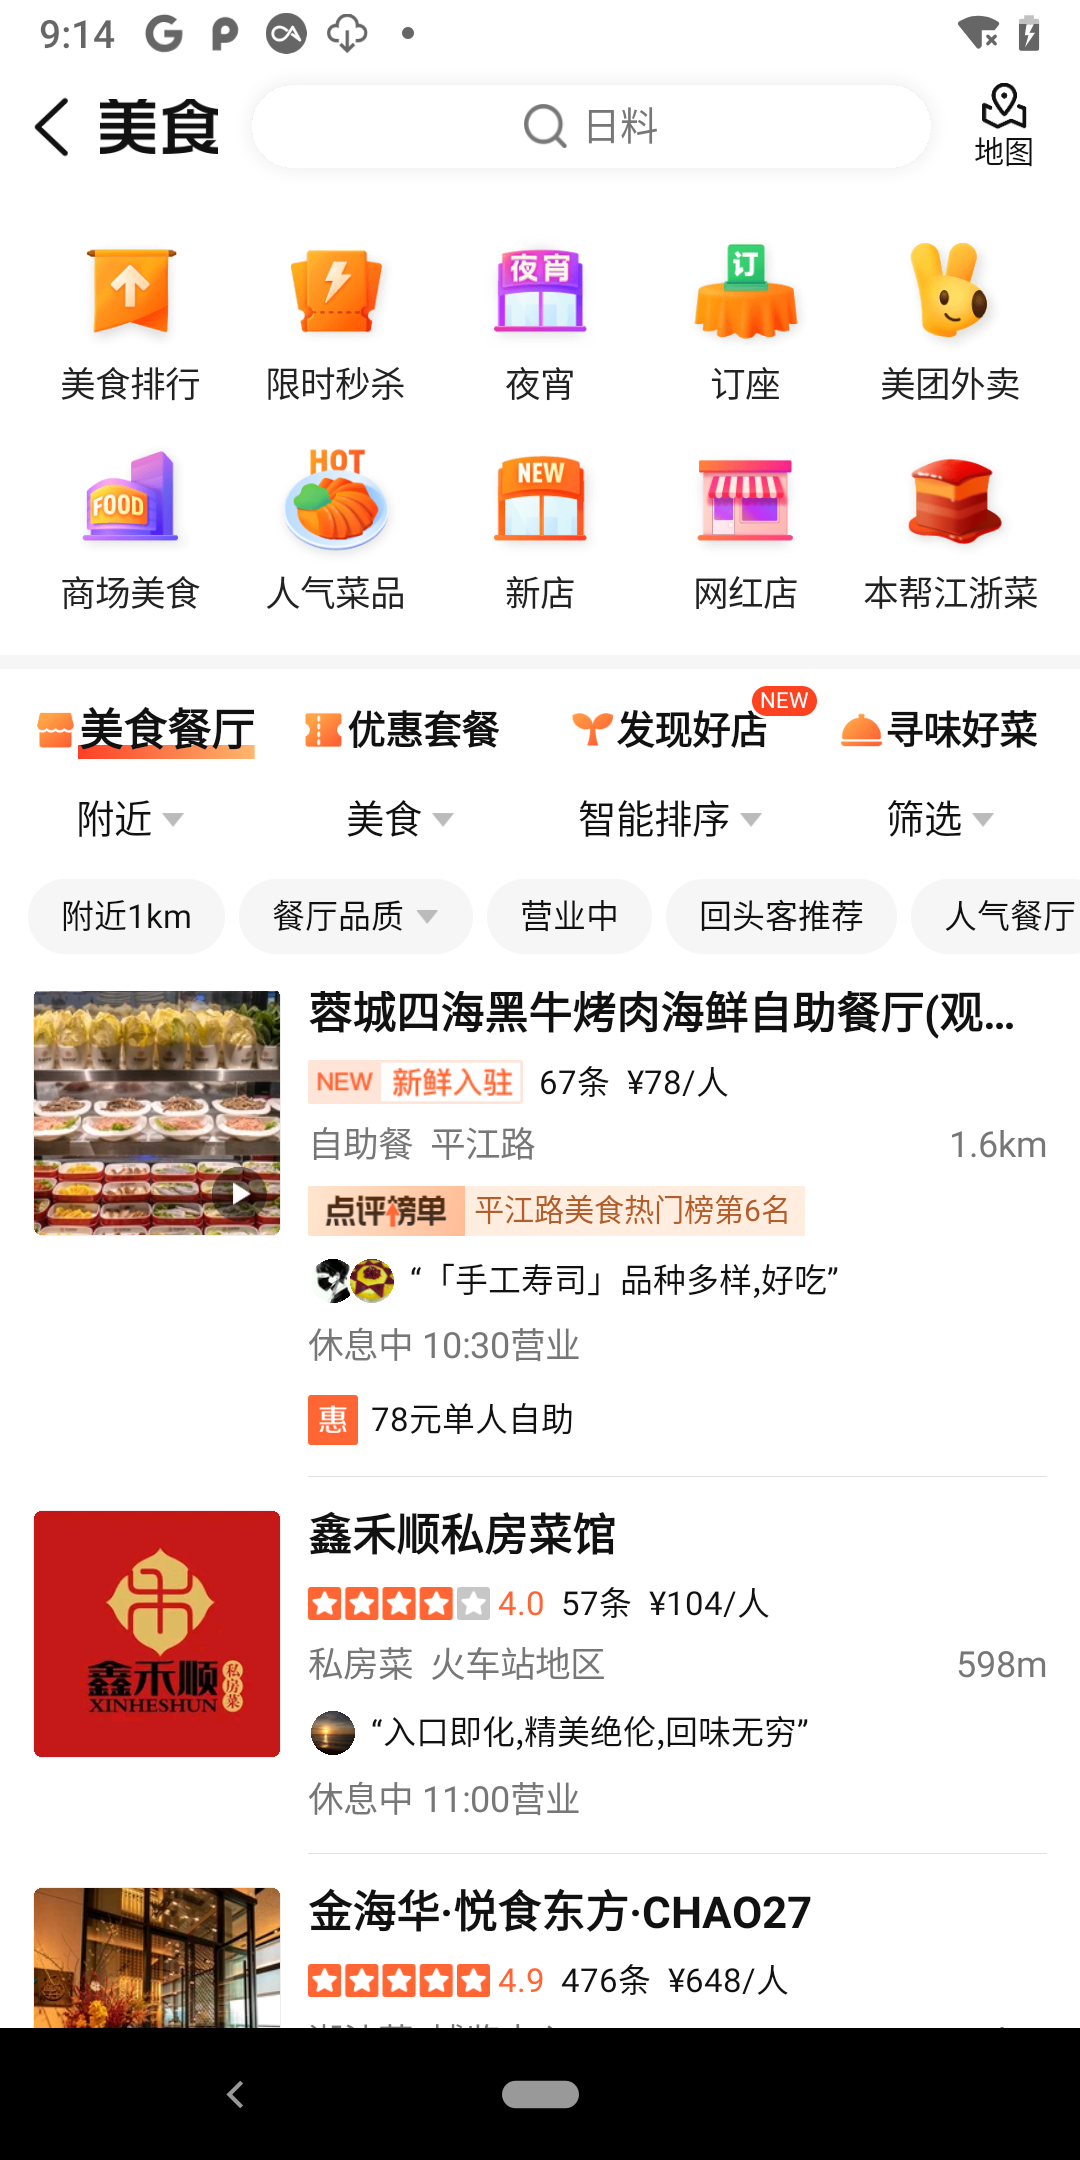 9:14
美食
日料
地图
夜宵
订
美食排行
限时秒杀
夜宵
订座
美团外卖
FOOD
HOT
NEW
商场美食
人气菜品
新店
网红店
本帮江浙菜
美食餐厅
优惠套餐
发现好店
NEW
寻味好菜
附近
美食
智能排序
筛选
附近1km
餐厅品质
营业中
回头客推荐
人气餐厅
蓉城四海黑牛烤肉海鲜自助餐厅(观...
NEW 新鲜入驻 67条 ¥78/人
自助餐 平江路 1.6km
点评榜单 平江路美食热门榜第6名
“「手工寿司」品种多样,好吃”
休息中 10:30营业
惠 78元单人自助
鑫禾顺私房菜馆
4.0 57条 ¥104/人
私房菜 火车站地区 598m
“入口即化,精美绝伦,回味无穷”
休息中 11:00营业
鑫禾顺 私房菜
XINHESHUN
金海华·悦食东方·CHAO27
4.9 476条 ¥648/人